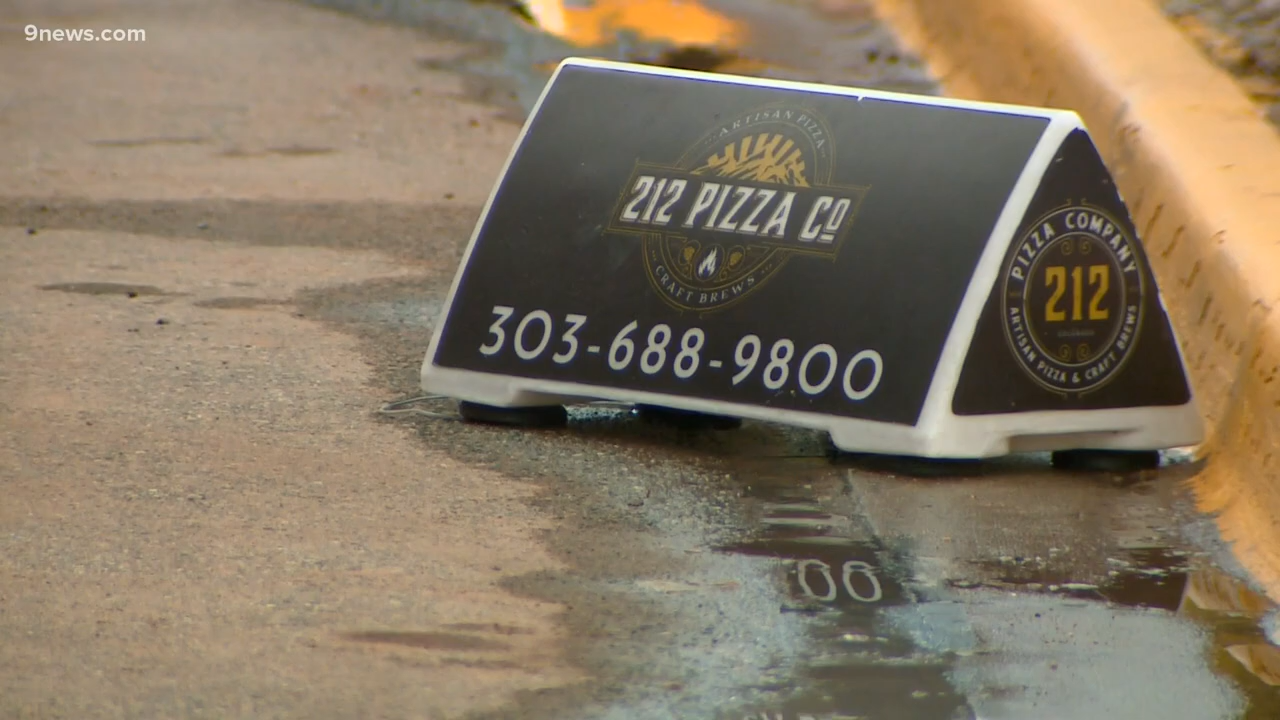 9news.com
ARTISAN PIZZA
212 PIZZA CO
CRAFT BREWS
303-688-9800
PIZZA COMPANY
212
ARTISAN PIZZA & CRAFT BREWS
00